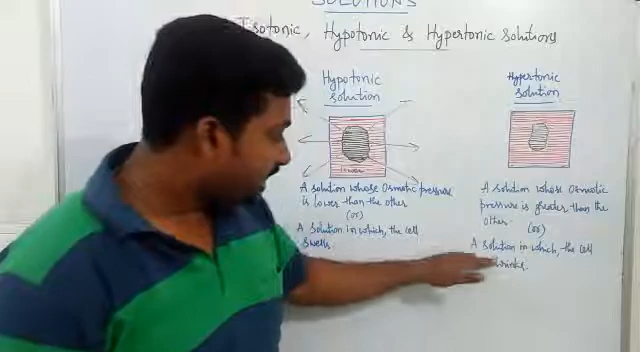 SOLUTIONS
Isotonic, Hypotonic & Hypertonic solutions
Hypotonic
solution
A solution whose Osmotic pressure
is lower than the other
(or)
A solution in which, the cell
swells.
Hypertonic
solution
A solution whose Osmotic
pressure is greater than the
other.
(or)
A solution in which, the cell